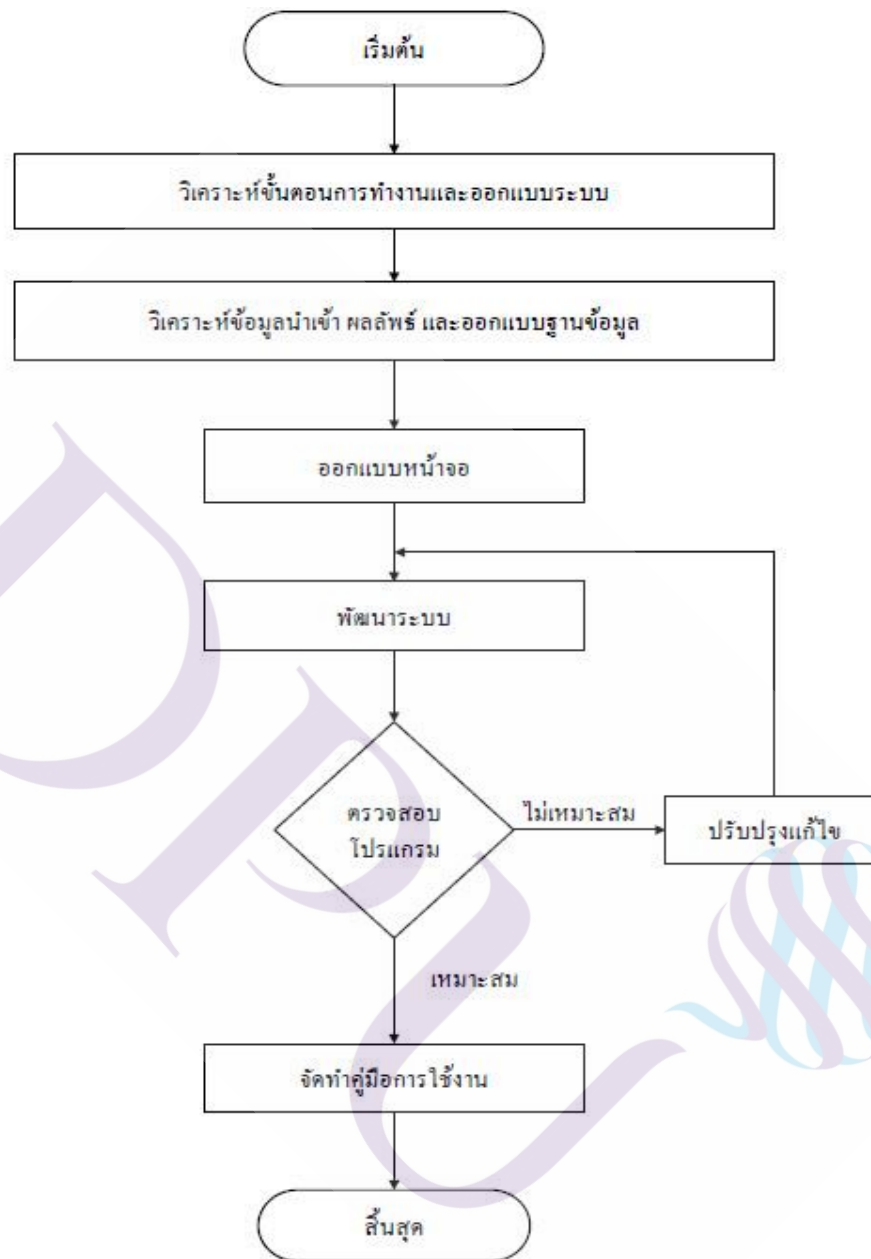 เริ่มต้น
วิเคราะห์ขั้นตอนการทำงานและออกแบบระบบ
วิเคราะห์ข้อมูลนำเข้า ผลลัพธ์ และออกแบบฐานข้อมูล
ออกแบบหน้าจอ
พัฒนาระบบ
ตรวจสอบ
โปรแกรม
ไม่เหมาะสม
ปรับปรุงแก้ไข
เหมาะสม
จัดทำคู่มือการใช้งาน
สิ้นสุด
DPU